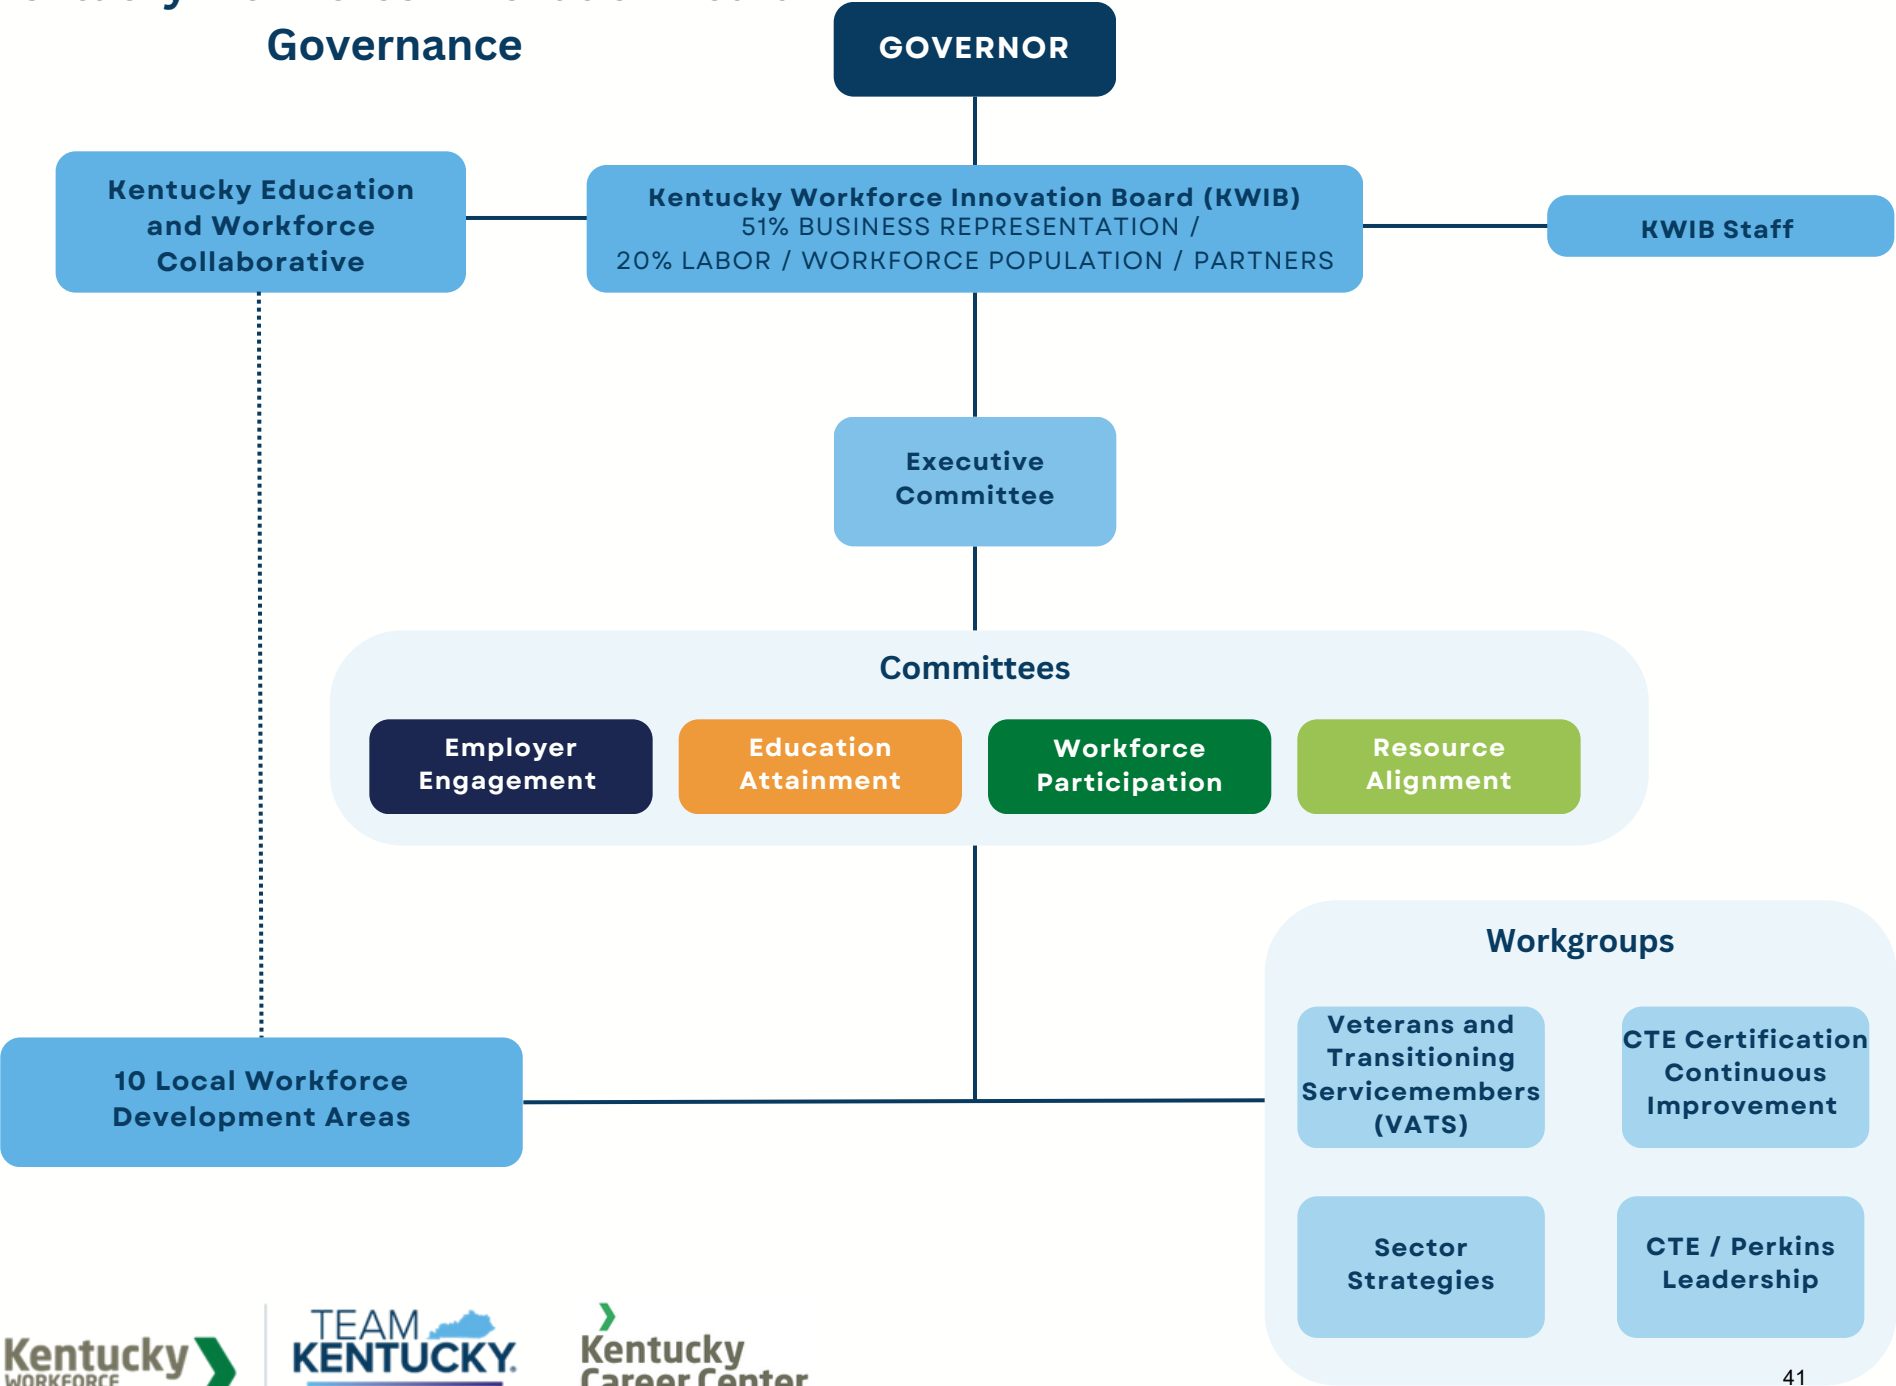 Governance
GOVERNOR
Kentucky Education
and Workforce
Collaborative
Kentucky Workforce Innovation Board (KWIB)
51% BUSINESS REPRESENTATION /
20% LABOR / WORKFORCE POPULATION / PARTNERS
KWIB Staff
Executive
Committee
Committees
Employer
Engagement
Education
Attainment
Workforce
Participation
Resource
Alignment
Workgroups
Veterans and
Transitioning
Servicemembers
(VATS)
CTE Certification
Continuous
Improvement
10 Local Workforce
Development Areas
Sector
Strategies
CTE / Perkins
Leadership
Kentucky
WORKFORCE
TEAM
KENTUCKY.
Kentucky
Career Center
41